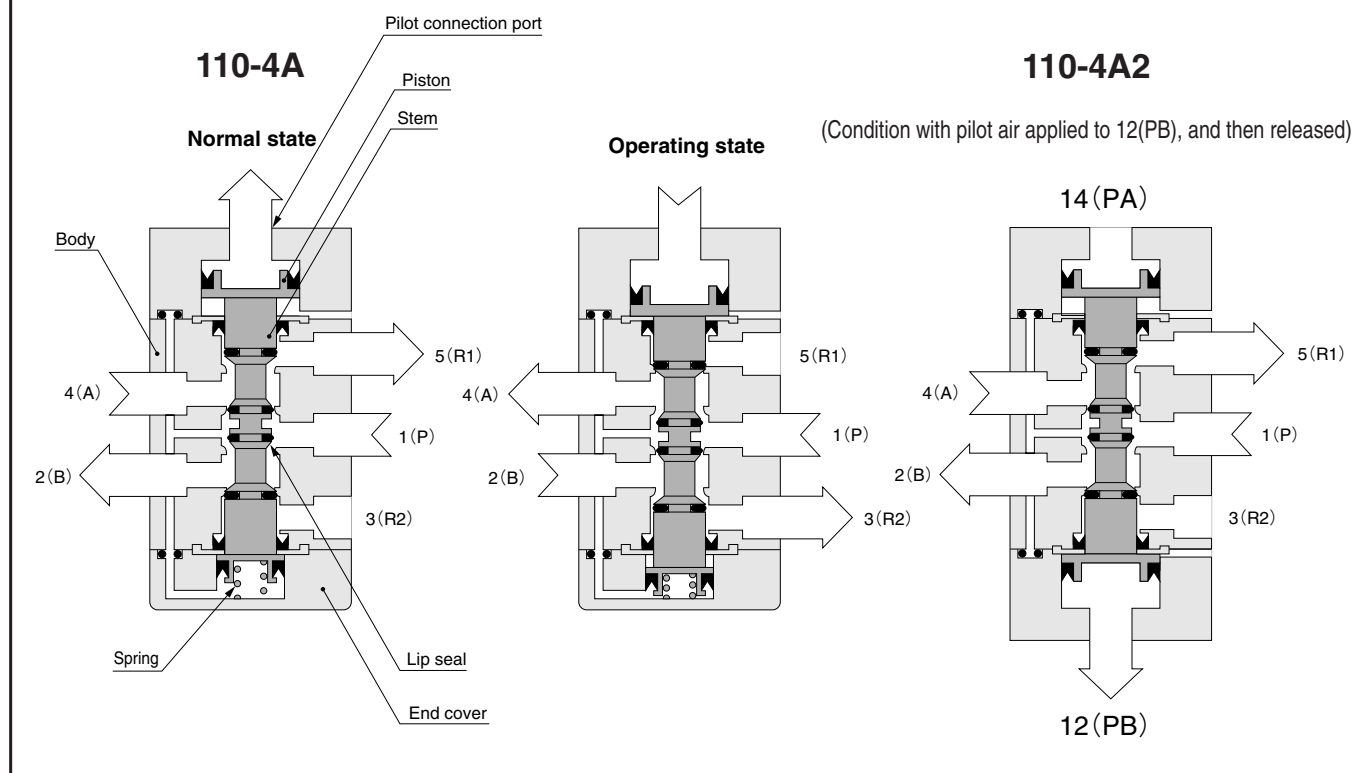 Pilot connection port
110-4A
Piston
Stem
Normal state
Body
5(R1)
4(A)
1(P)
2(B)
3(R2)
Spring
Lip seal
End cover
Operating state
5(R1)
4(A)
1(P)
2(B)
3(R2)
110-4A2
(Condition with pilot air applied to 12(PB), and then released)
14(PA)
5(R1)
4(A)
1(P)
2(B)
3(R2)
12(PB)